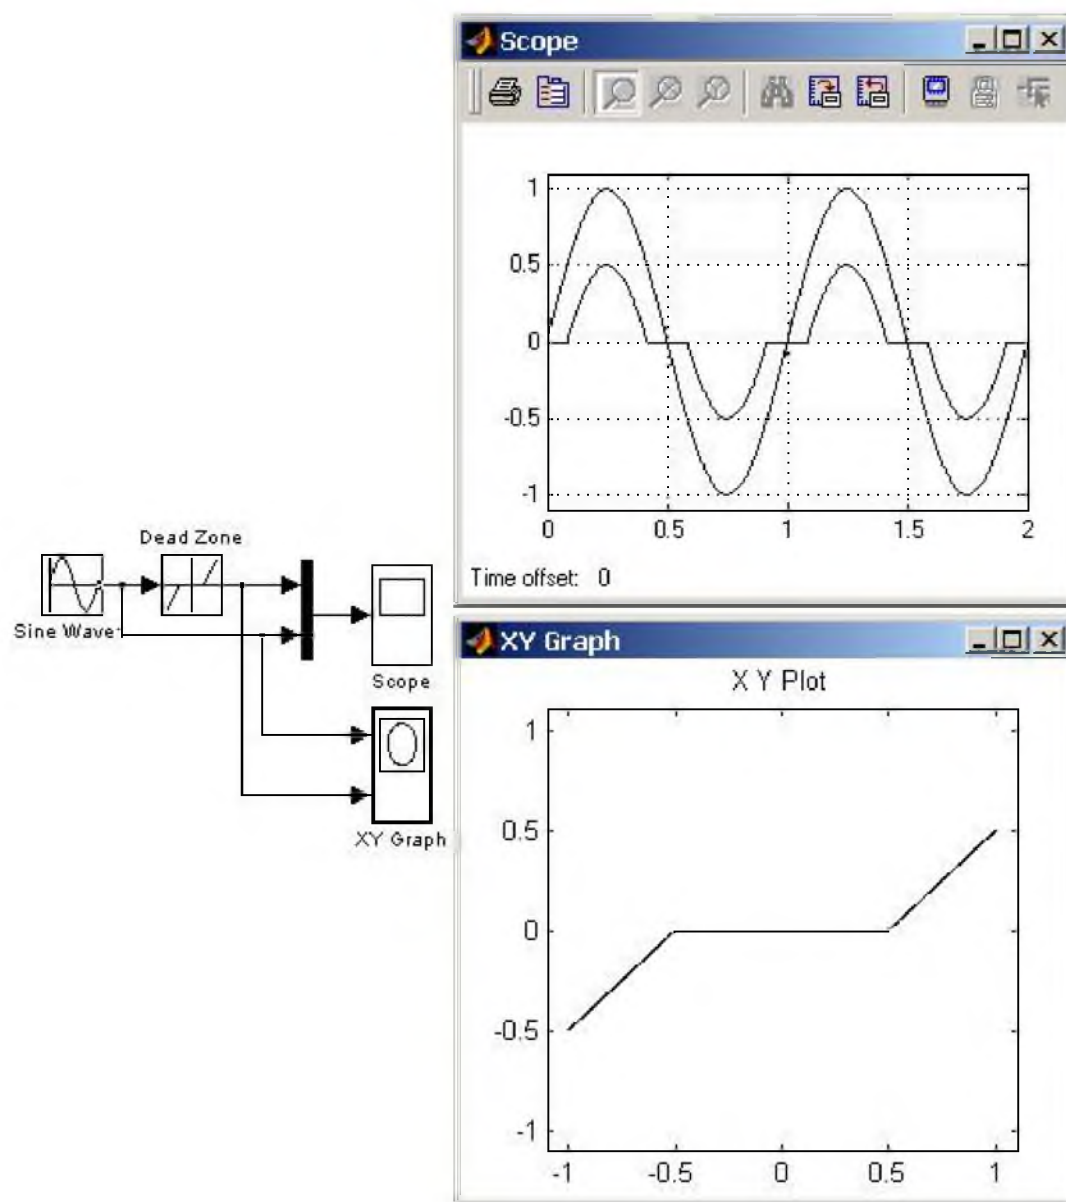 Scope
1
0.5
0
-0.5
-1
0 0.5 1 1.5 2
Time offset: 0
Dead Zone
Sine Wave
Scope
XY Graph
XY Graph
X Y Plot
1
0.5
0
-0.5
-1
-1 -0.5 0 0.5 1